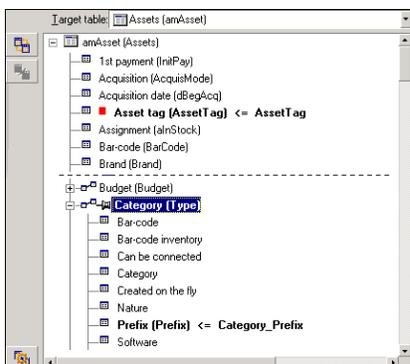 Target table: Assets (amAsset)
amAsset (Assets)
1st payment (InitPay)
Acquisition (AcquisMode)
Acquisition date (dBegAcq)
Asset tag (AssetTag) <= AssetTag
Assignment (aInStock)
Bar-code (BarCode)
Brand (Brand)
Budget (Budget)
Category (Type)
Bar-code
Bar-code inventory
Can be connected
Category
Created on the fly
Nature
Prefix (Prefix) <= Category_Prefix
Software